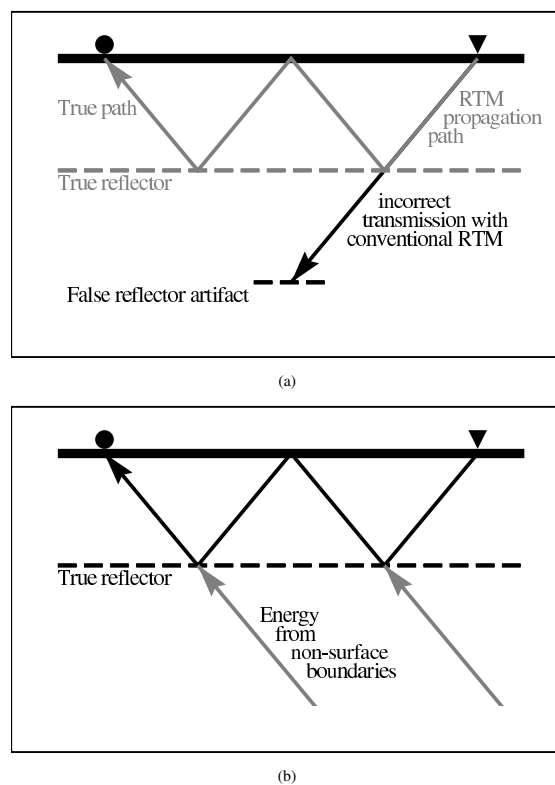 True path
RTM
propagation
path
True reflector
incorrect
transmission with
conventional RTM
False reflector artifact
(a)
True reflector
Energy
from
non-surface
boundaries
(b)